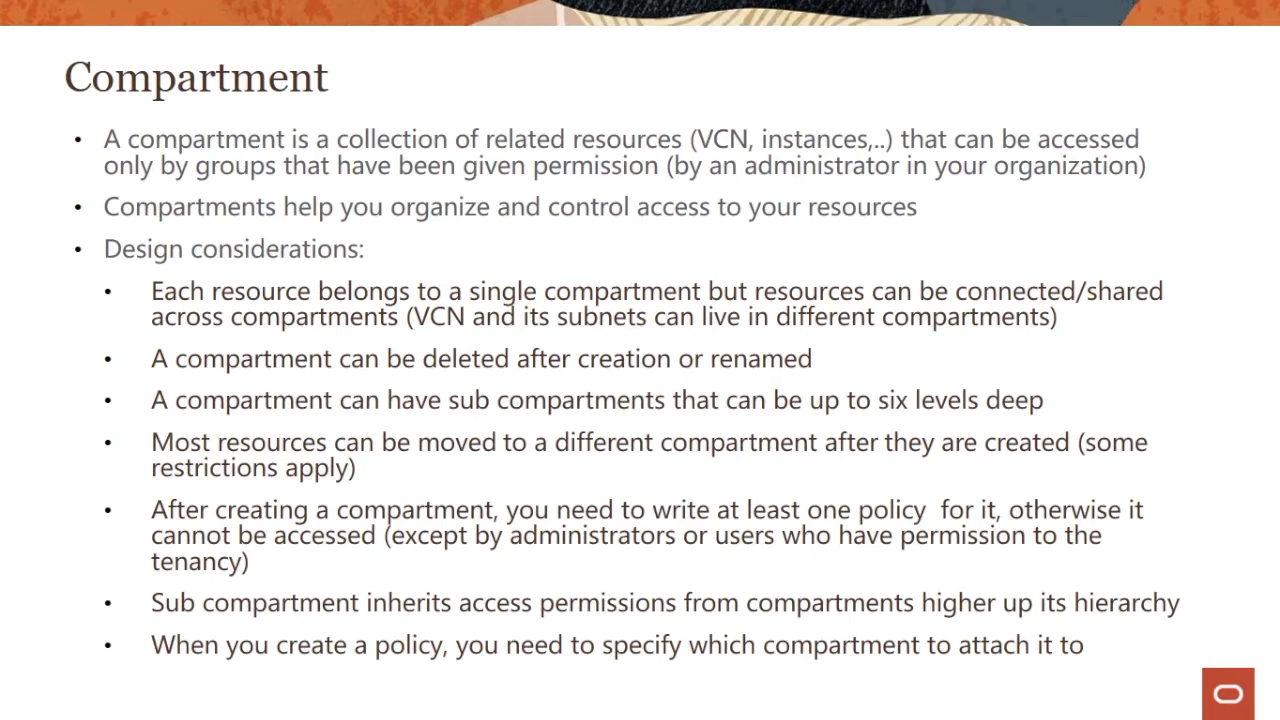 Compartment
• A compartment is a collection of related resources (VCN, instances,..) that can be accessed
only by groups that have been given permission (by an administrator in your organization)
• Compartments help you organize and control access to your resources
• Design considerations:
• Each resource belongs to a single compartment but resources can be connected/shared
across compartments (VCN and its subnets can live in different compartments)
• A compartment can be deleted after creation or renamed
• A compartment can have sub compartments that can be up to six levels deep
• Most resources can be moved to a different compartment after they are created (some
restrictions apply)
• After creating a compartment, you need to write at least one policy  for it, otherwise it
cannot be accessed (except by administrators or users who have permission to the
tenancy)
• Sub compartment inherits access permissions from compartments higher up its hierarchy
• When you create a policy, you need to specify which compartment to attach it to